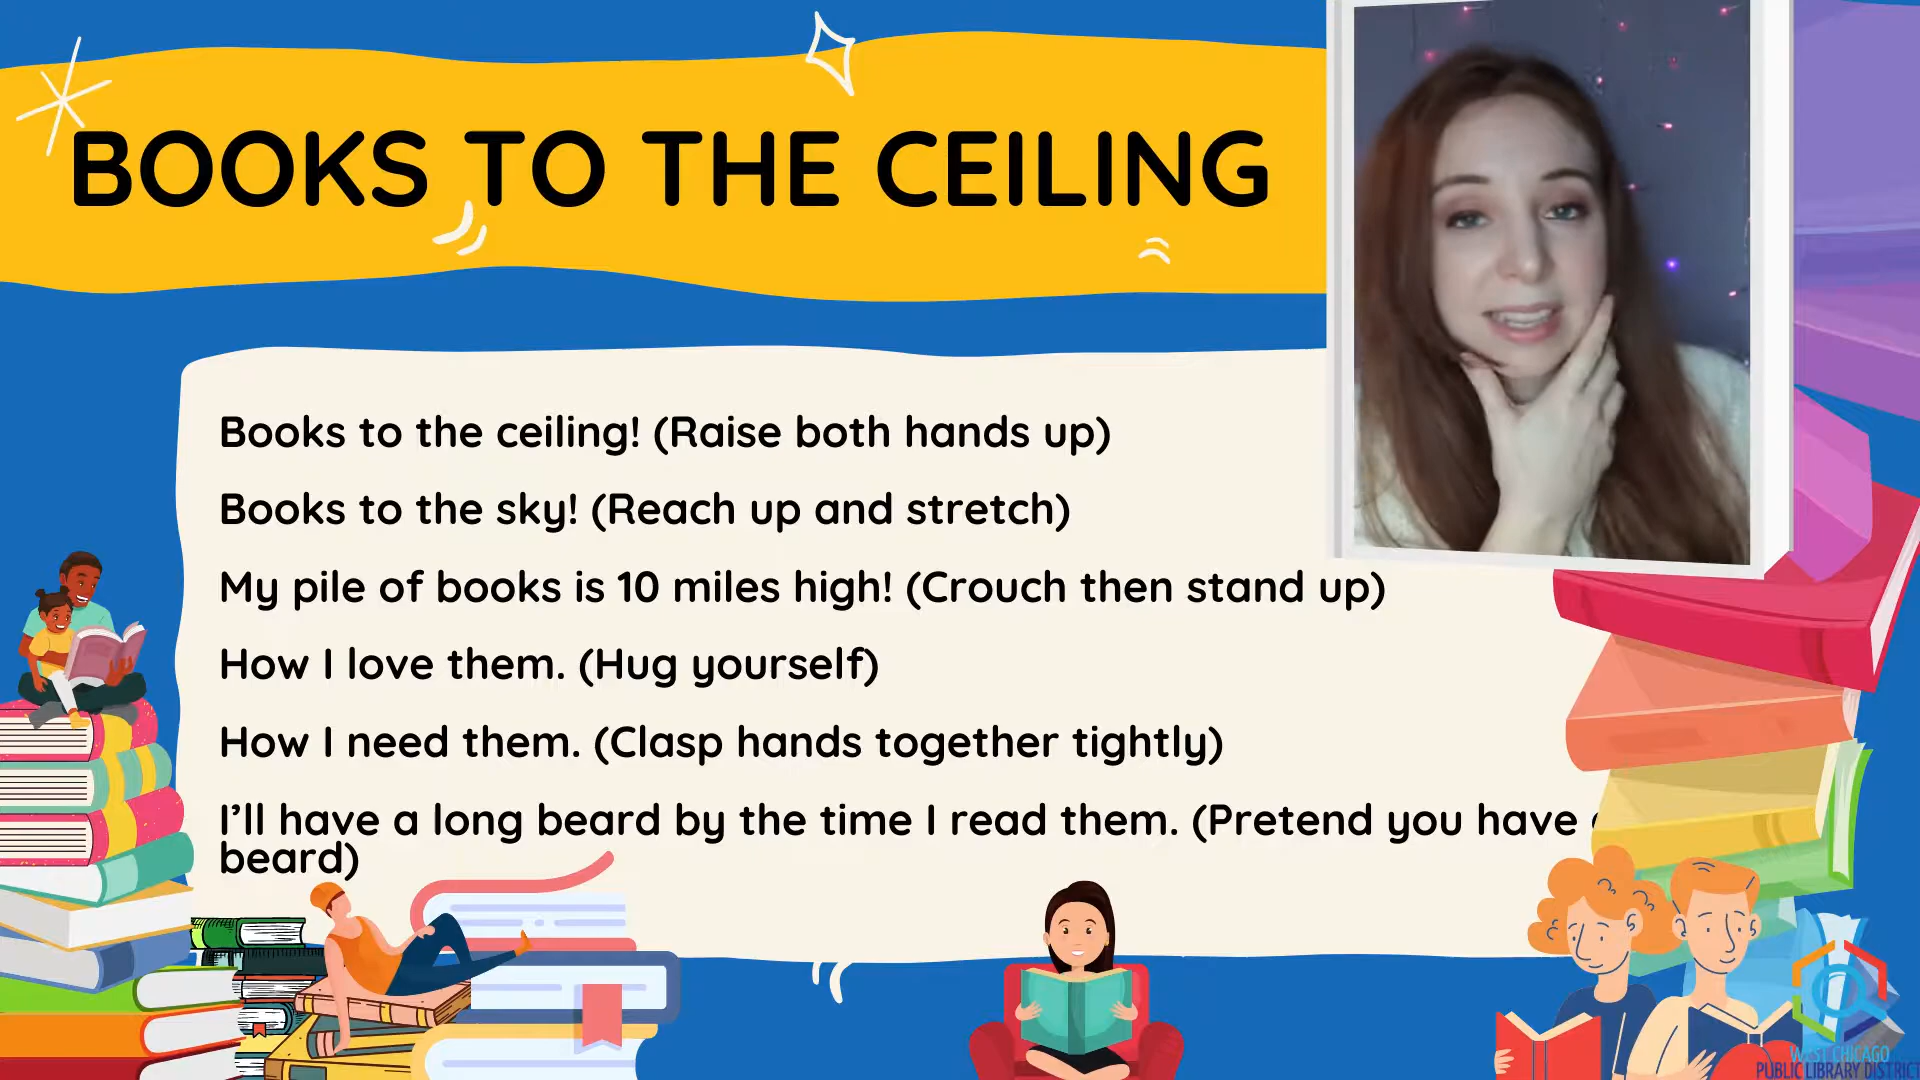 BOOKS TO THE CEILING
Books to the ceiling! (Raise both hands up)
Books to the sky! (Reach up and stretch)
My pile of books is 10 miles high! (Crouch then stand up)
How I love them. (Hug yourself)
How I need them. (Clasp hands together tightly)
I’ll have a long beard by the time I read them. (Pretend you have
beard)
WEST CHICAGO
PUBLIC LIBRARY DISTRICT